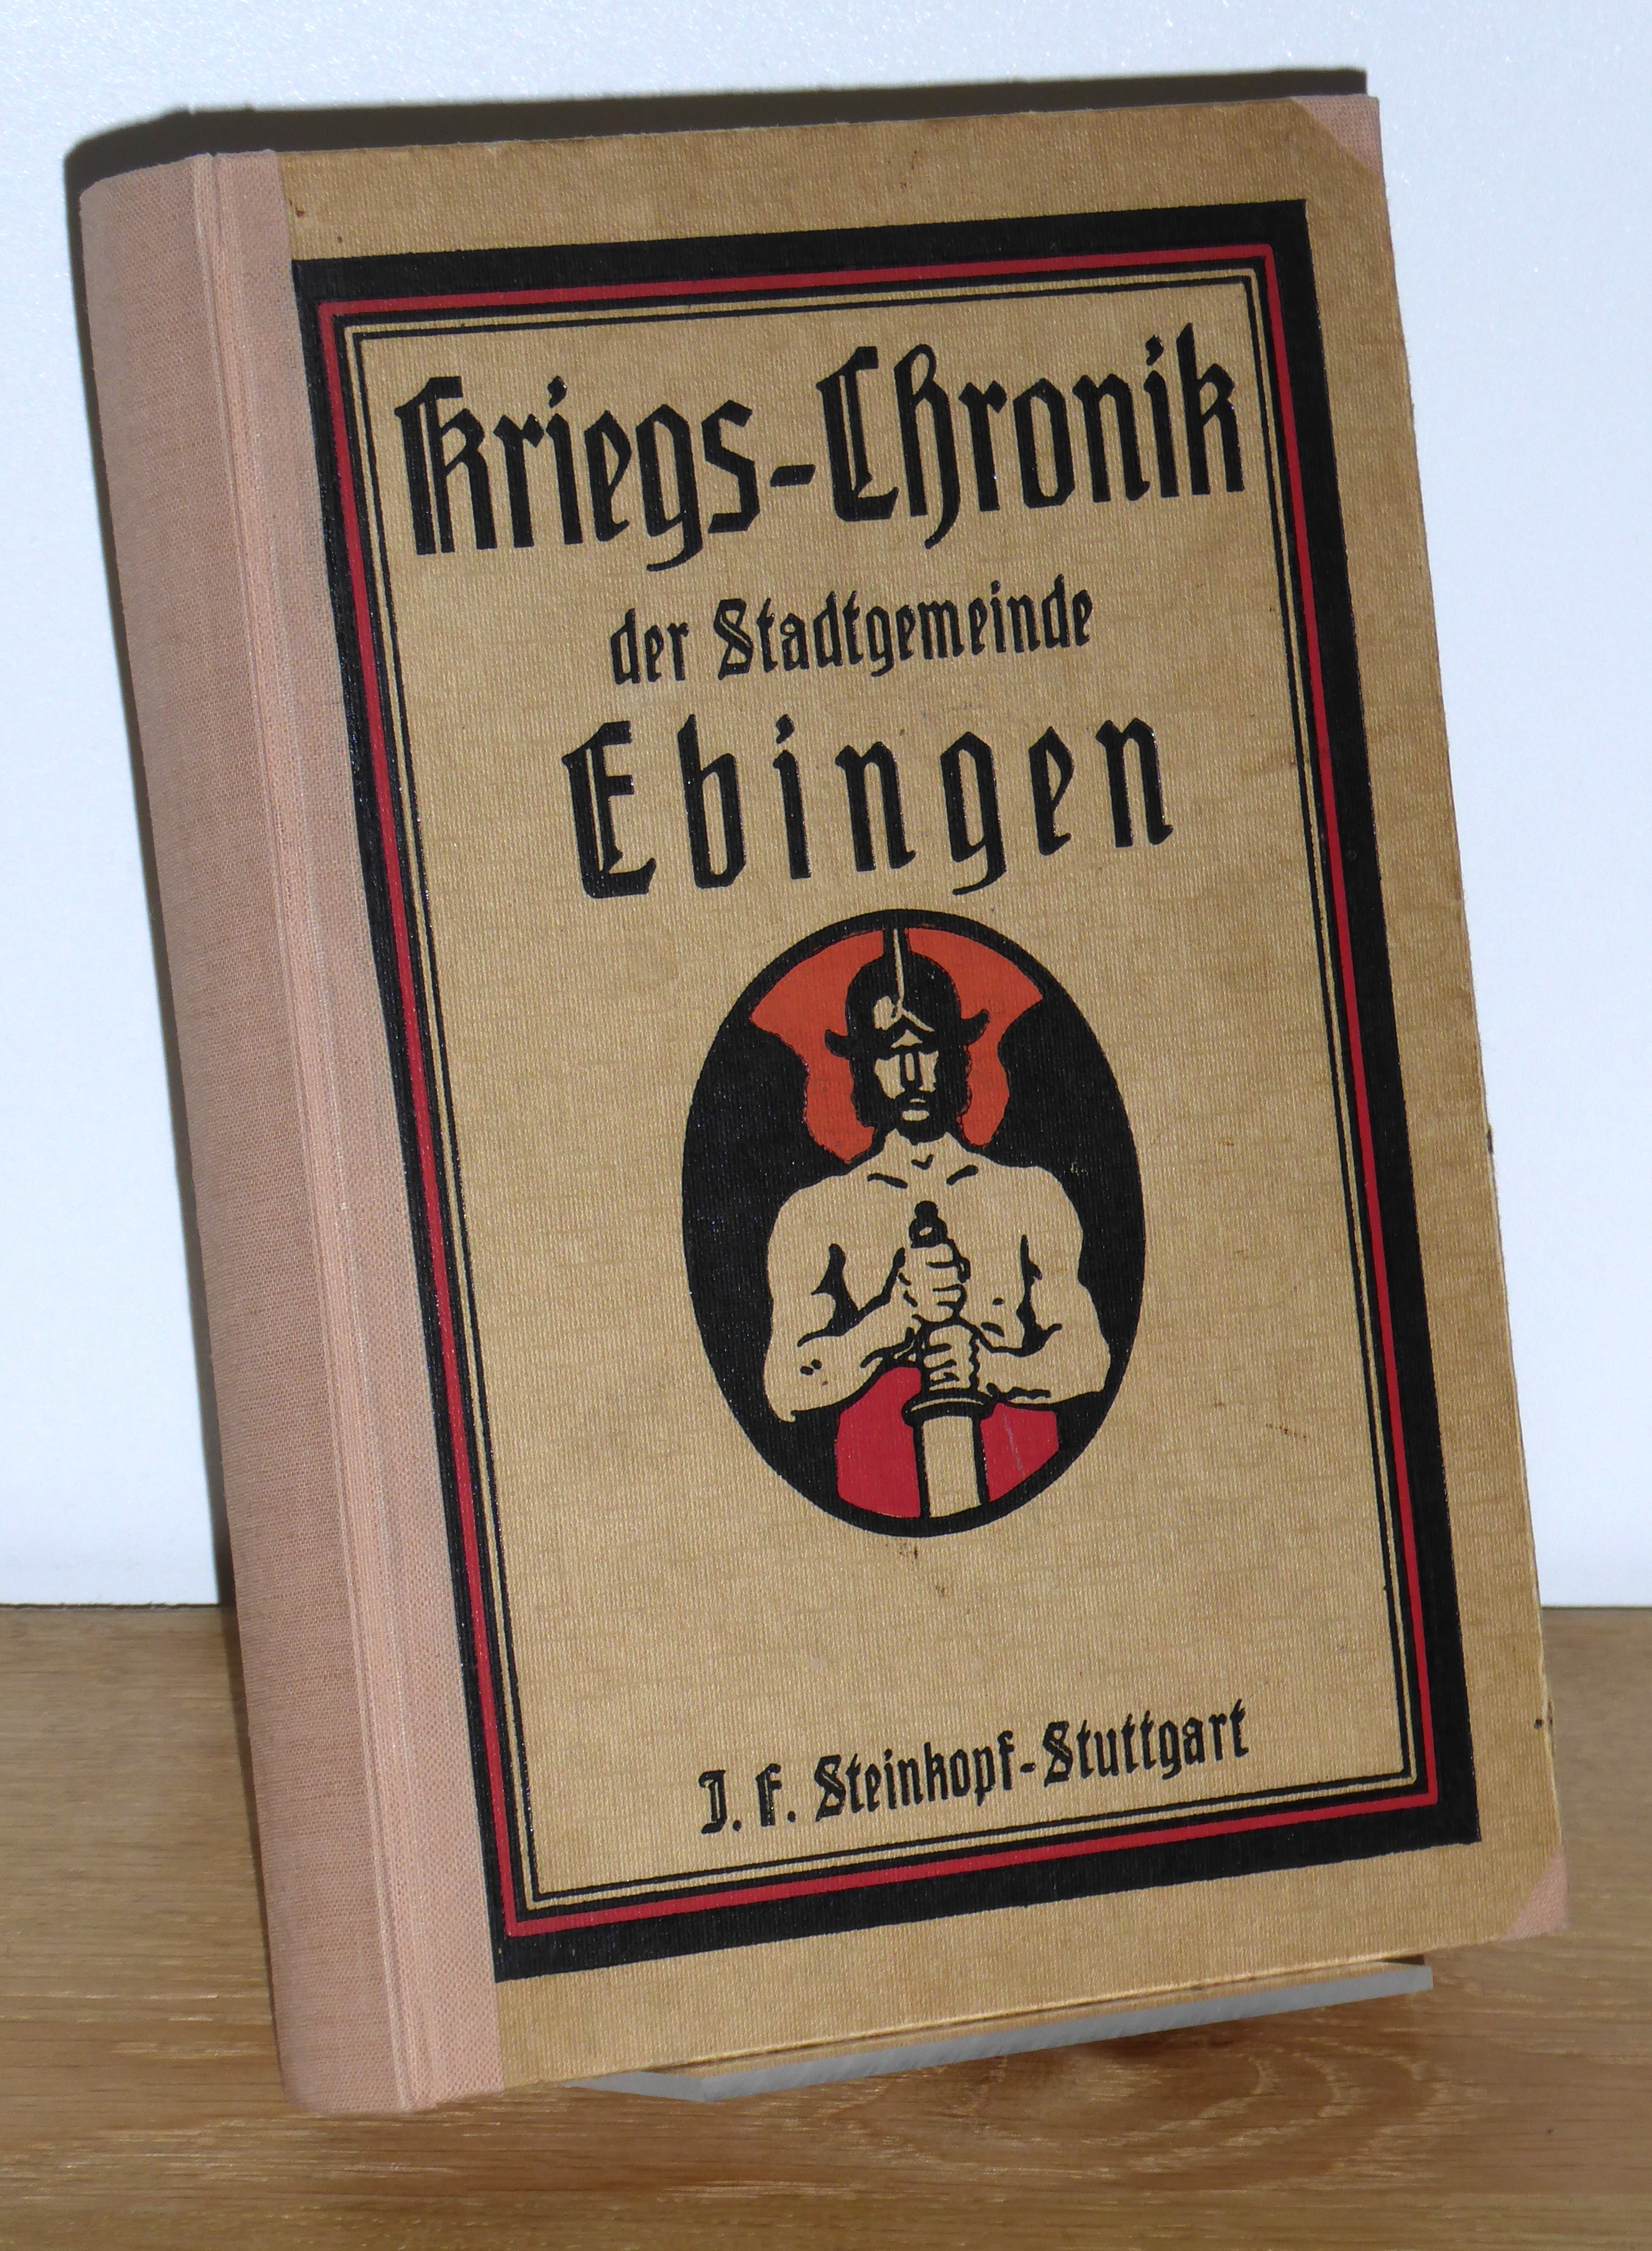 Kriegs-Chronik
der Stadtgemeinde
Ebingen
J. F. Steinkopf-Stuttgart